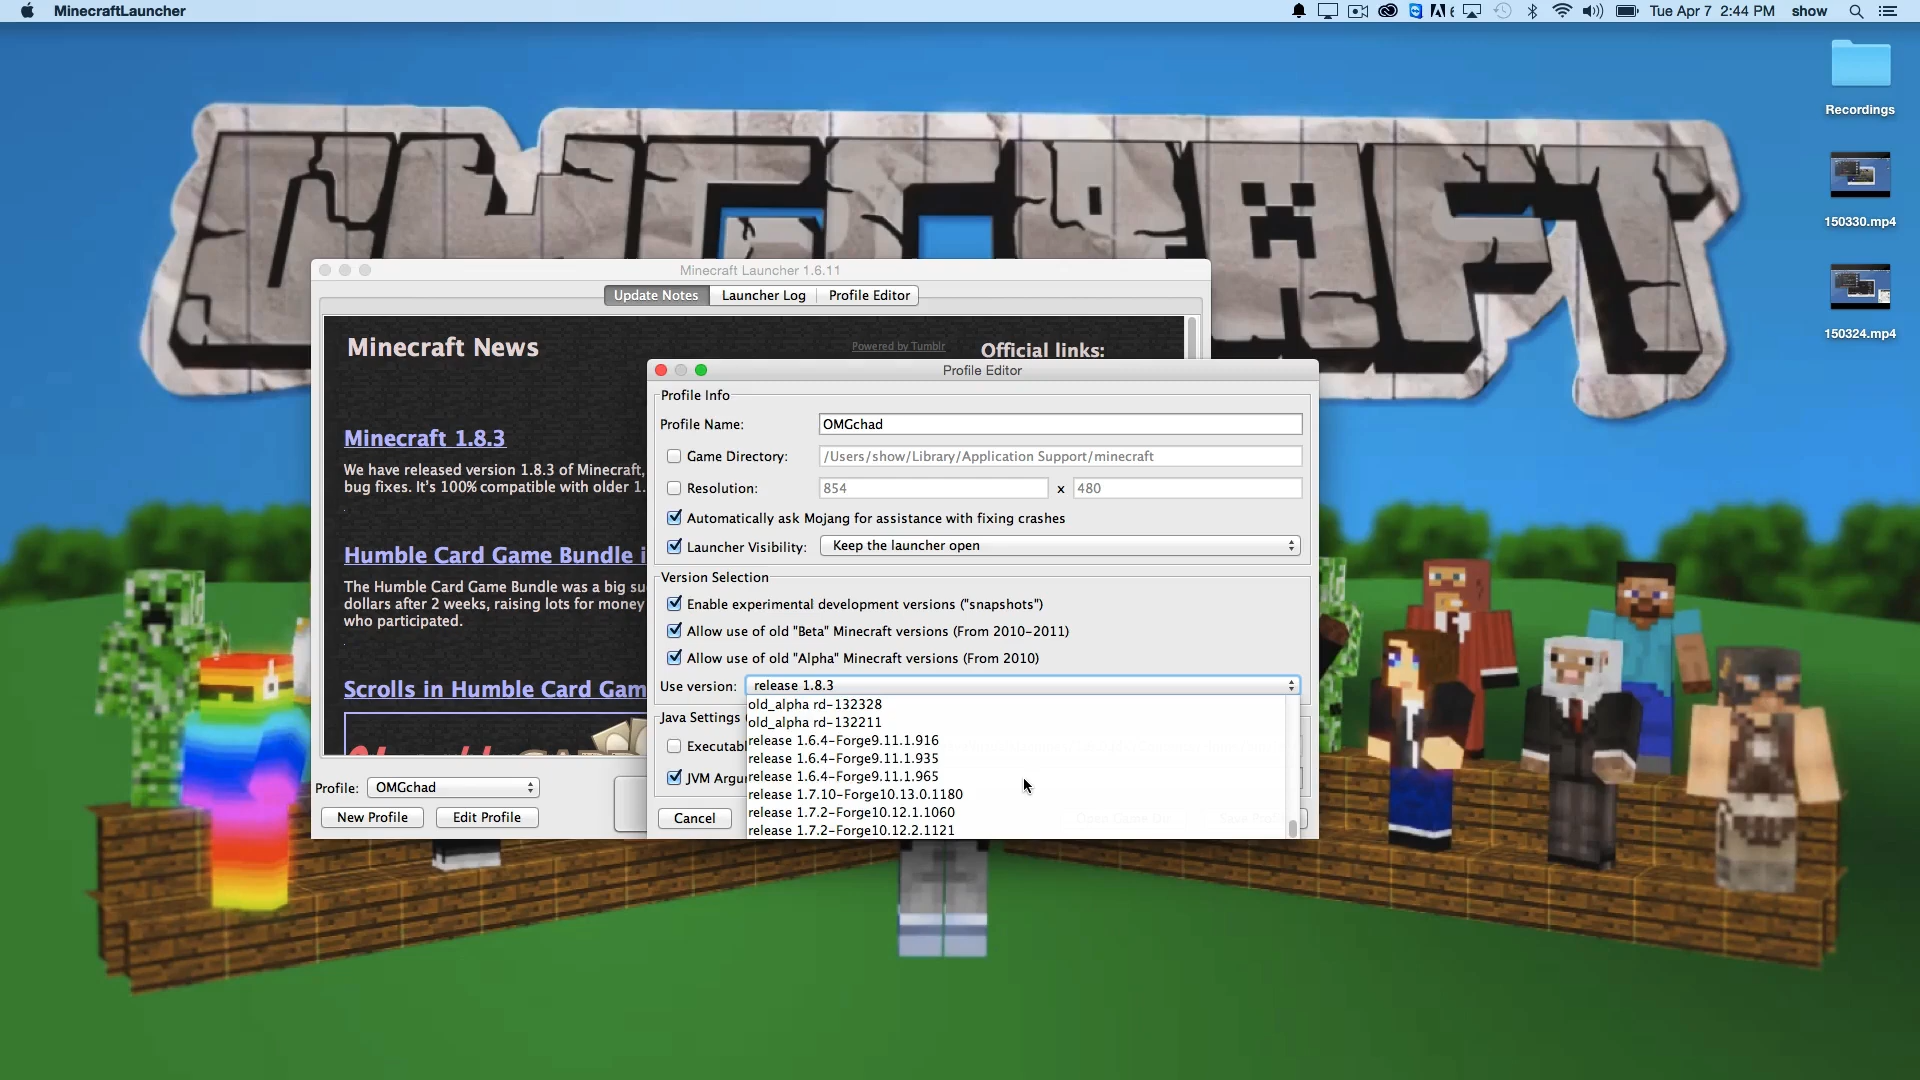 MinecraftLauncher
Tue Apr 7 2:44 PM show
Recordings
150330.mp4
150324.mp4
Minecraft Launcher 1.6.11
Update Notes Launcher Log Profile Editor
Minecraft News
Powered by Tumblr
Official links:
Minecraft 1.8.3
We have released version 1.8.3 of Minecraft,
bug fixes. It's 100% compatible with older 1.
Humble Card Game Bundle i
The Humble Card Game Bundle was a big su
dollars after 2 weeks, raising lots for money
who participated.
Scrolls in Humble Card Gam
Profile: OMGchad
New Profile Edit Profile
Profile Editor
Profile Info
Profile Name: OMGchad
Game Directory: /Users/show/Library/Application Support/minecraft
Resolution: 854 x 480
Automatically ask Mojang for assistance with fixing crashes
Launcher Visibility: Keep the launcher open
Version Selection
Enable experimental development versions ("snapshots")
Allow use of old "Beta" Minecraft versions (From 2010-2011)
Allow use of old "Alpha" Minecraft versions (From 2010)
Use version: release 1.8.3
old_alpha rd-132328
old_alpha rd-132211
release 1.6.4-Forge9.11.1.916
release 1.6.4-Forge9.11.1.935
release 1.6.4-Forge9.11.1.965
release 1.7.10-Forge10.13.0.1180
release 1.7.2-Forge10.12.1.1060
release 1.7.2-Forge10.12.2.1121
Java Settings
Executabl
JVM Argu
Cancel